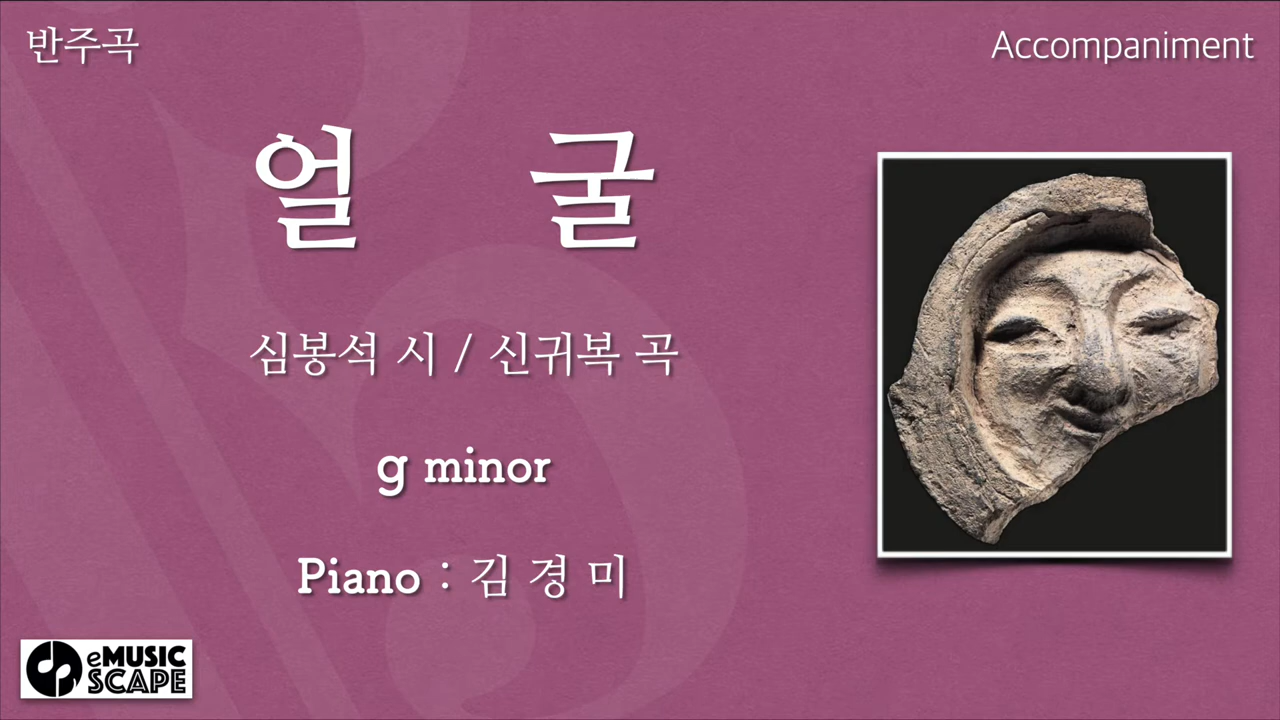 반주곡
Accompaniment
얼 굴
심봉석 시 / 신귀복 곡
g minor
Piano : 김 경 미
eMUSIC
SCAPE